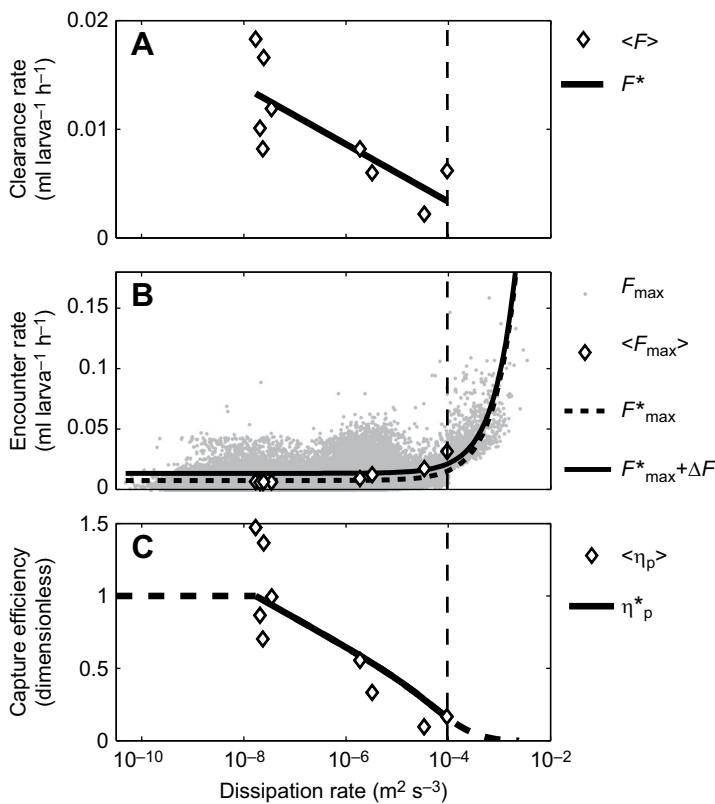 A
Clearance rate
(ml larva⁻¹ h⁻¹)
0.02
0.01
0
<F>
F*
B
Encounter rate
(ml larva⁻¹ h⁻¹)
0.15
0.1
0.05
0
Fmax
<Fmax>
F*max
F*max+ΔF
C
Capture efficiency
(dimensionless)
1.5
1
0.5
0
<ηp>
η*p
10⁻¹⁰ 10⁻⁸ 10⁻⁶ 10⁻⁴ 10⁻²
Dissipation rate (m² s⁻³)